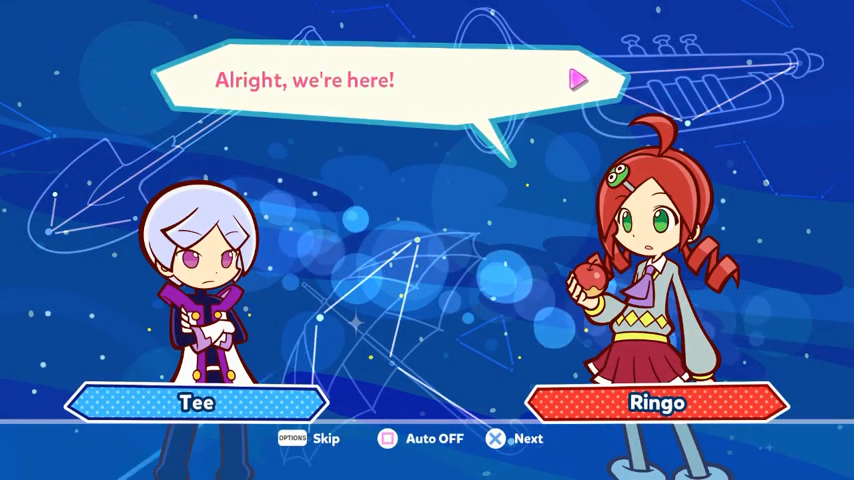 Alright, we're here!
Tee
Ringo
OPTIONS Skip
Auto OFF
Next